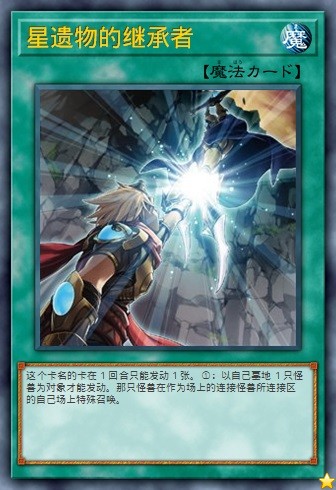 星遗物的继承者
魔
【魔法カード】
这个卡名的卡在 1 回合只能发动 1 张。①：以自己墓地 1 只怪
兽为对象才能发动。那只怪兽在作为场上的连接怪兽所连接区
的自己场上特殊召唤。